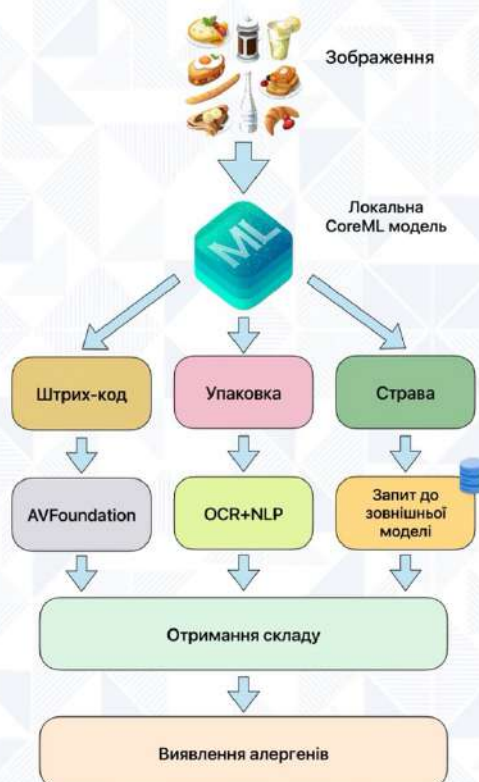 Зображення
Локальна
CoreML модель
ML
Штрих-код
Упаковка
Страва
AVFoundation
OCR+NLP
Запит до
зовнішньої
моделі
Отримання складу
Виявлення алергенів